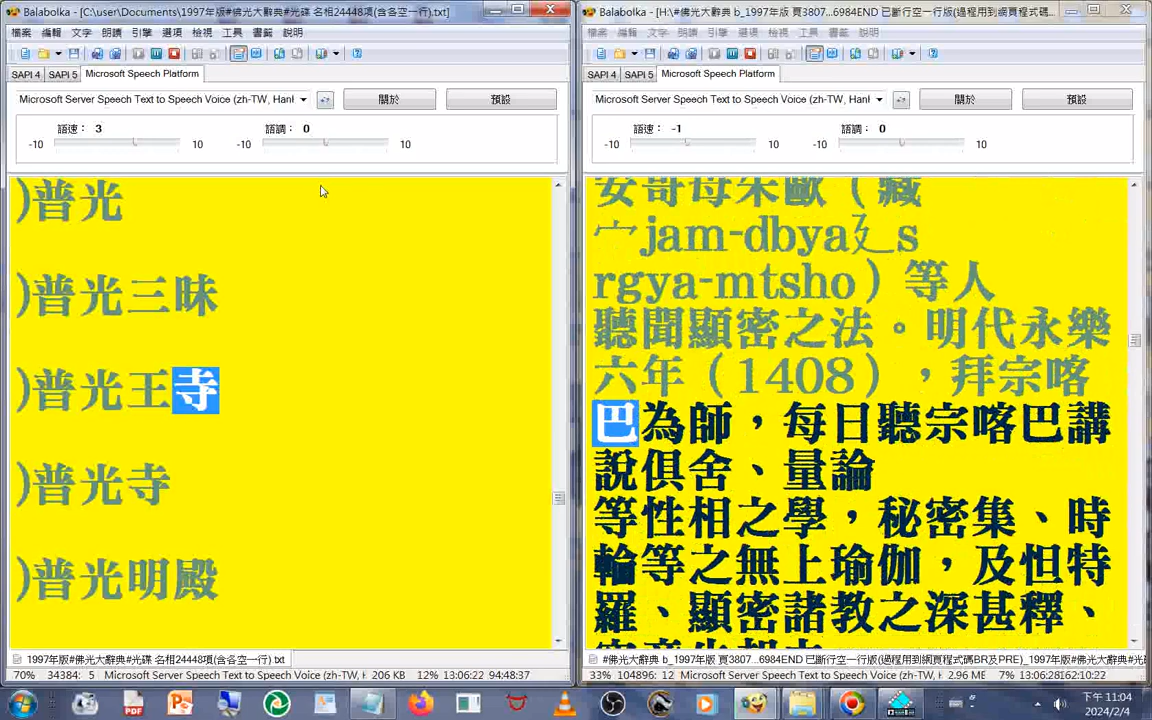 Balabolka - [C:\user\Documents\1997年版#佛光大辭典#光碟 名相24448項(含各空一行).txt]
檔案 編輯 文字 朗讀 引擎 選項 檢視 工具 書籤 說明
SAPI 4 SAPI 5 Microsoft Speech Platform
Microsoft Server Speech Text to Speech Voice (zh-TW, Hanl 關於 預設
語速： 3 語調： 0
-10 10 -10 10
)普光
)普光三昧
)普光王寺
)普光寺
)普光明殿
1997年版#佛光大辭典#光碟 名相24448項(含各空一行).txt
70% 34384: 5 Microsoft Server Speech Text to Speech Voice (zh-TW, 206 KB 12% 13:06:22 94:48:37
Balabolka - [H:\#佛光大辭典 b_1997年版 頁3807...6984END 已斷行空一行版(過程用到網頁程式碼
檔案 編輯 文字 朗讀 引擎 選項 檢視 工具 書籤 說明
SAPI 4 SAPI 5 Microsoft Speech Platform
Microsoft Server Speech Text to Speech Voice (zh-TW, Hanl 關於 預設
語速： -1 語調： 0
-10 10 -10 10
安哥母朱歐（藏
宀jam-dbya廴s
rgya-mtsho）等人
聽聞顯密之法。明代永樂
六年（1408），拜宗喀
巴為師，每日聽宗喀巴講
說俱舍、量論
等性相之學，秘密集、時
輪等之無上瑜伽，及怛特
羅、顯密諸教之深甚釋、
#佛光大辭典 b_1997年版 頁3807...6984END 已斷行空一行版(過程用到網頁程式碼BR及PRE)_1997年版#佛光
33% 104896: 12 Microsoft Server Speech Text to Speech Voice (zh-TW, 2.96 MB 7% 13:06:28 162:10:22
下午 11:04
2024/2/4